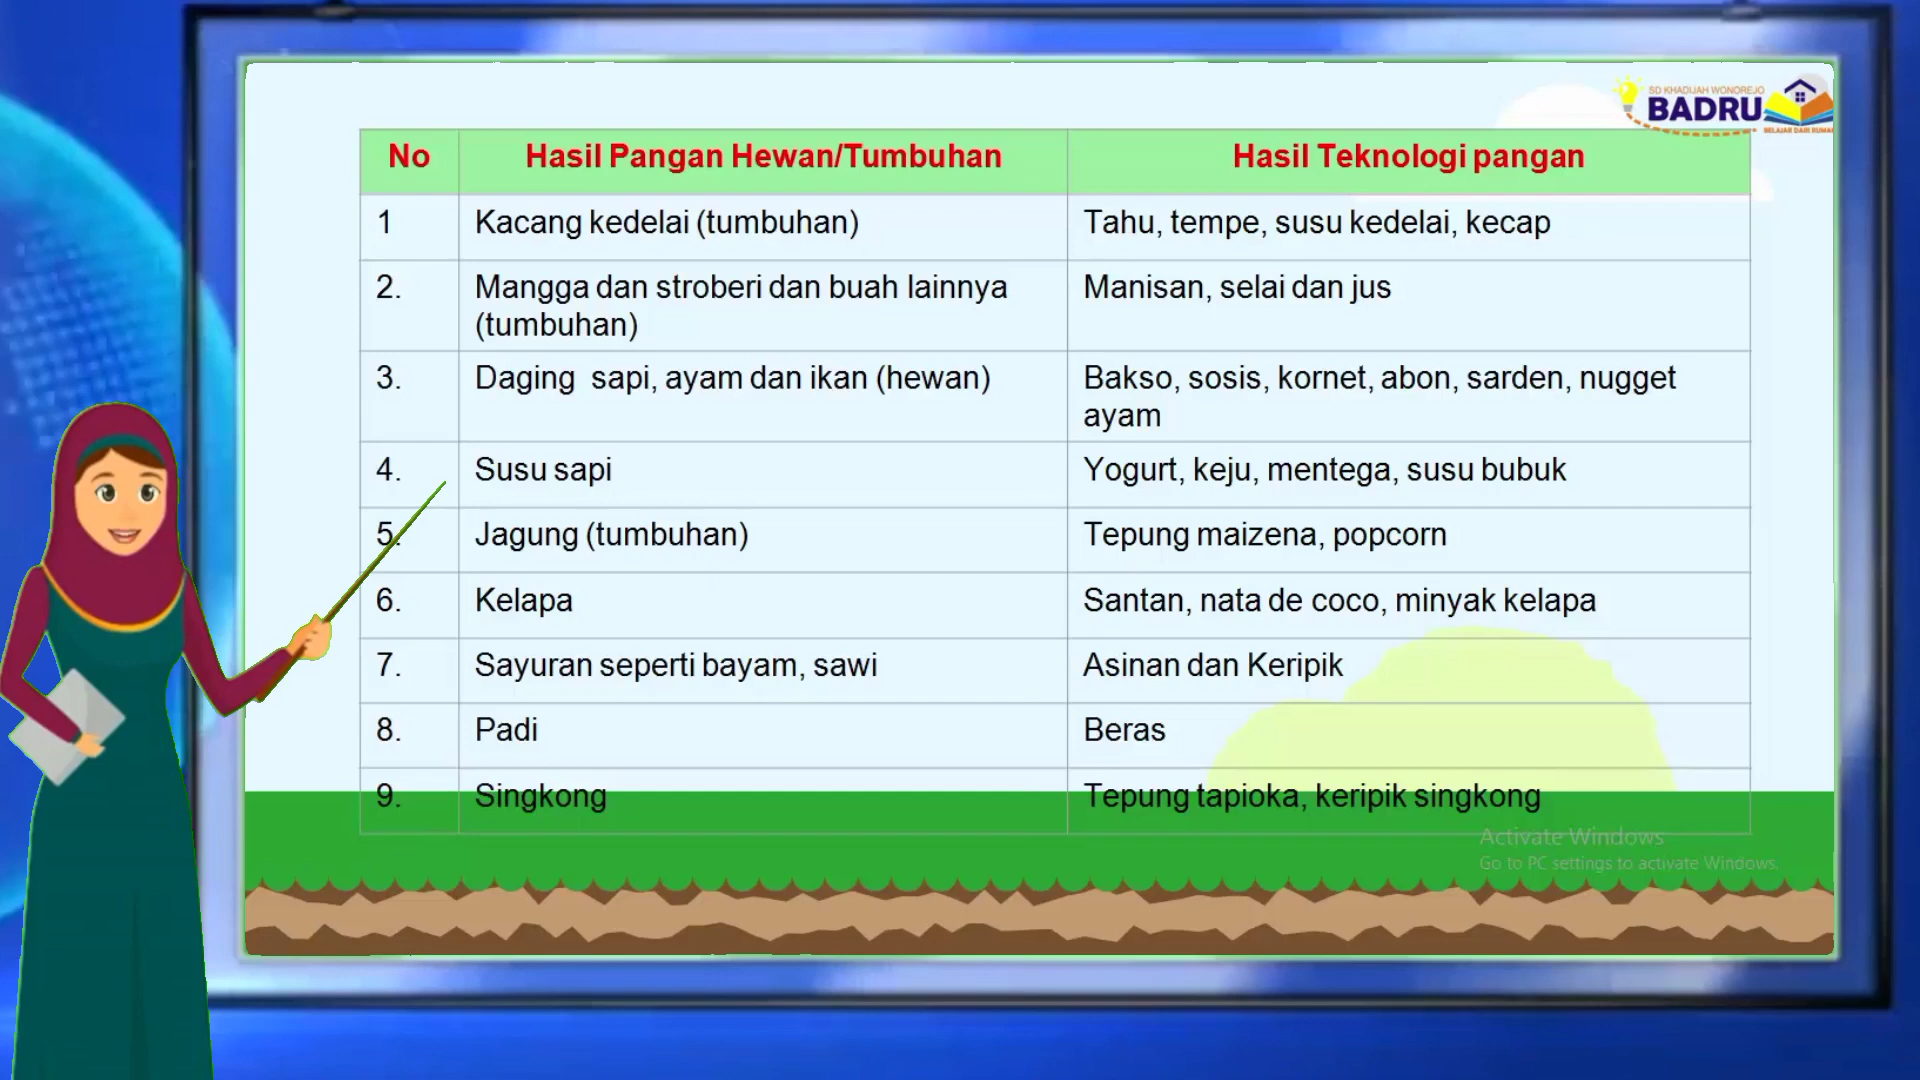 SD KHADIJAH WONOREJO
BADRU
BELAJAR DARI RUMAH
No Hasil Pangan Hewan/Tumbuhan Hasil Teknologi pangan
1 Kacang kedelai (tumbuhan) Tahu, tempe, susu kedelai, kecap
2. Mangga dan stroberi dan buah lainnya Manisan, selai dan jus
(tumbuhan)
3. Daging sapi, ayam dan ikan (hewan) Bakso, sosis, kornet, abon, sarden, nugget
ayam
4. Susu sapi Yogurt, keju, mentega, susu bubuk
5. Jagung (tumbuhan) Tepung maizena, popcorn
6. Kelapa Santan, nata de coco, minyak kelapa
7. Sayuran seperti bayam, sawi Asinan dan Keripik
8. Padi Beras
9. Singkong Tepung tapioka, keripik singkong
Activate Windows
Go to PC settings to activate Windows.